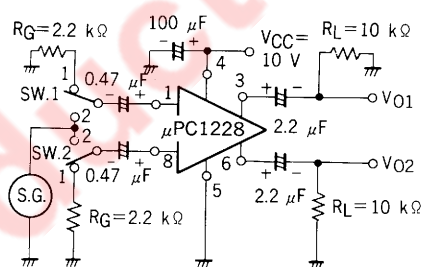 RG=2.2 kΩ
100 μF
VCC=
10 V
RL=10 kΩ
- +
4
1
0.47 μF
SW.1
- +
1
3
+ -
VO1
2
2
μPC1228
2.2 μF
SW.2
- +
8
6
+ -
VO2
1
0.47 μF
5
2.2 μF
S.G.
RG=2.2 kΩ
RL=10 kΩ